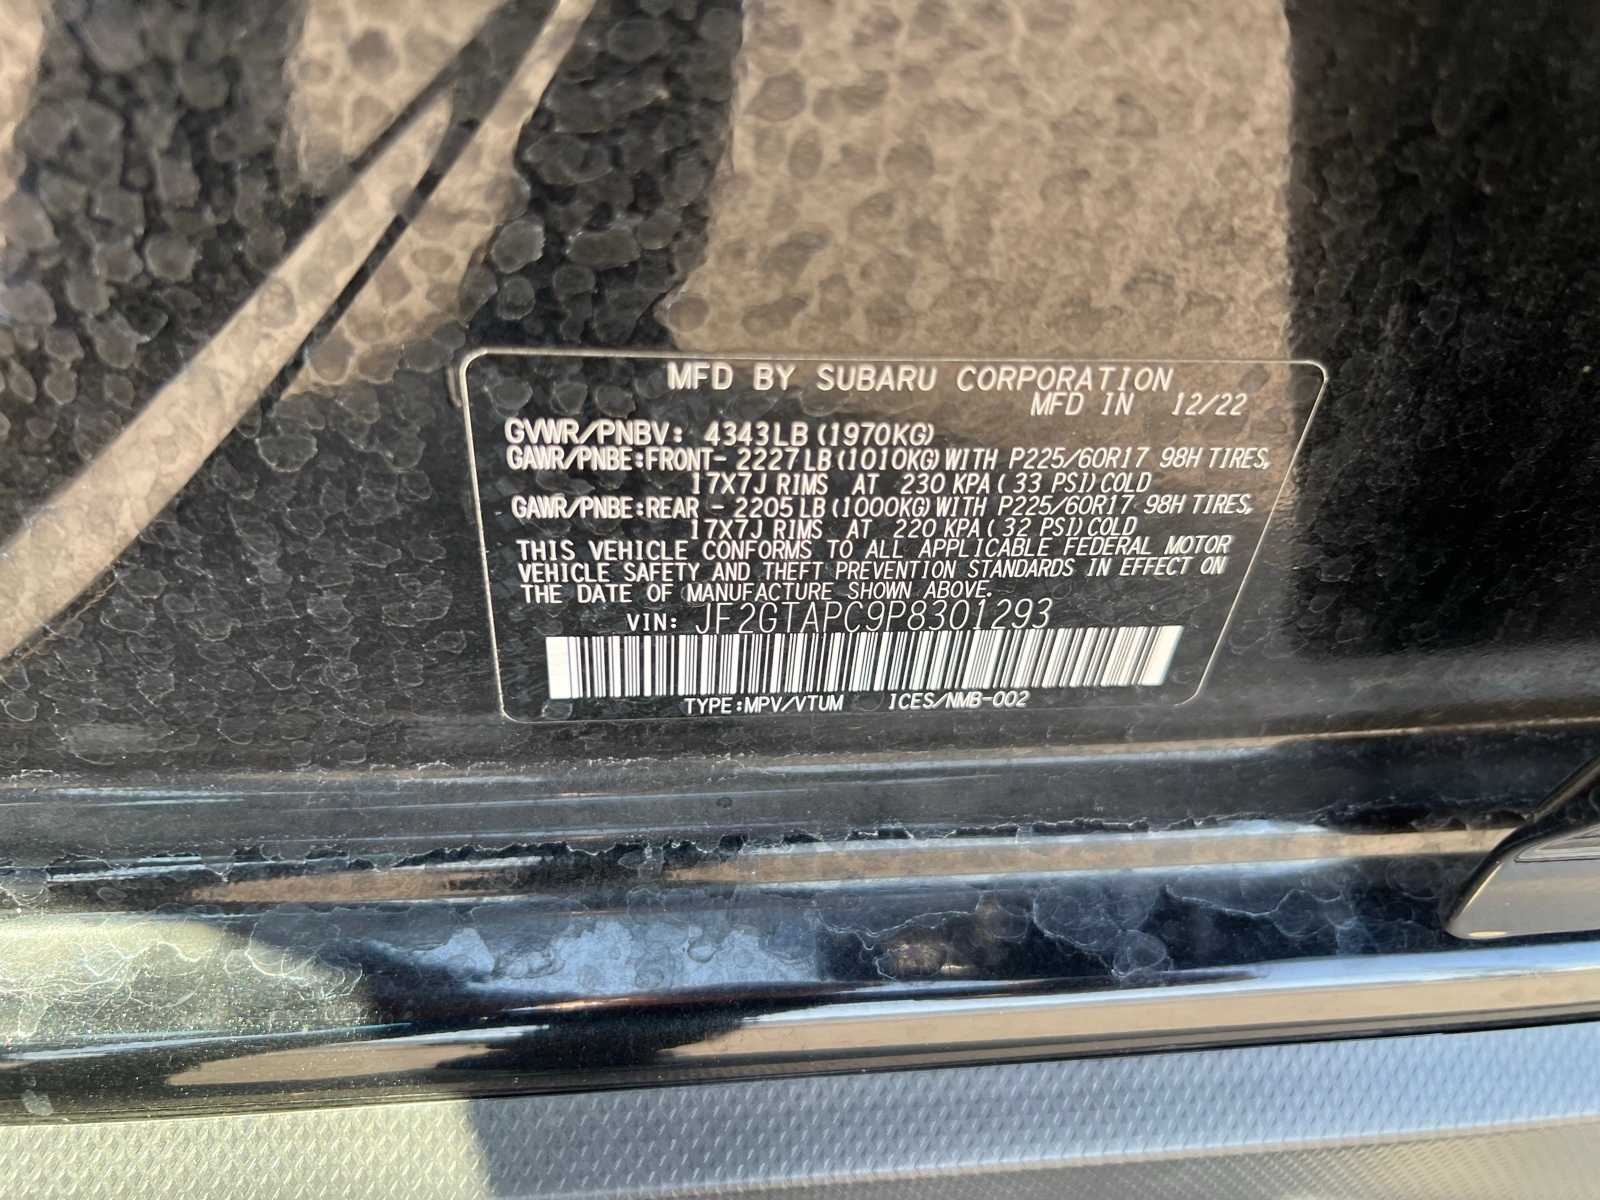 MFD BY SUBARU CORPORATION
MFD IN 12/22
GVWR/PNBV: 4343LB(1970KG)
GAWR/PNBE:FRONT- 2227LB(1010KG)WITH P225/60R17 98H TIRES,
17X7J RIMS AT 230 KPA(33 PSI)COLD
GAWR/PNBE:REAR - 2205LB(1000KG)WITH P225/60R17 98H TIRES,
17X7J RIMS AT 220 KPA(32 PSI)COLD
THIS VEHICLE CONFORMS TO ALL APPLICABLE FEDERAL MOTOR
VEHICLE SAFETY AND THEFT PREVENTION STANDARDS IN EFFECT ON
THE DATE OF MANUFACTURE SHOWN ABOVE.
VIN: JF2GTAPC9P8301293
TYPE:MPV/VTUM ICES/NMB-002